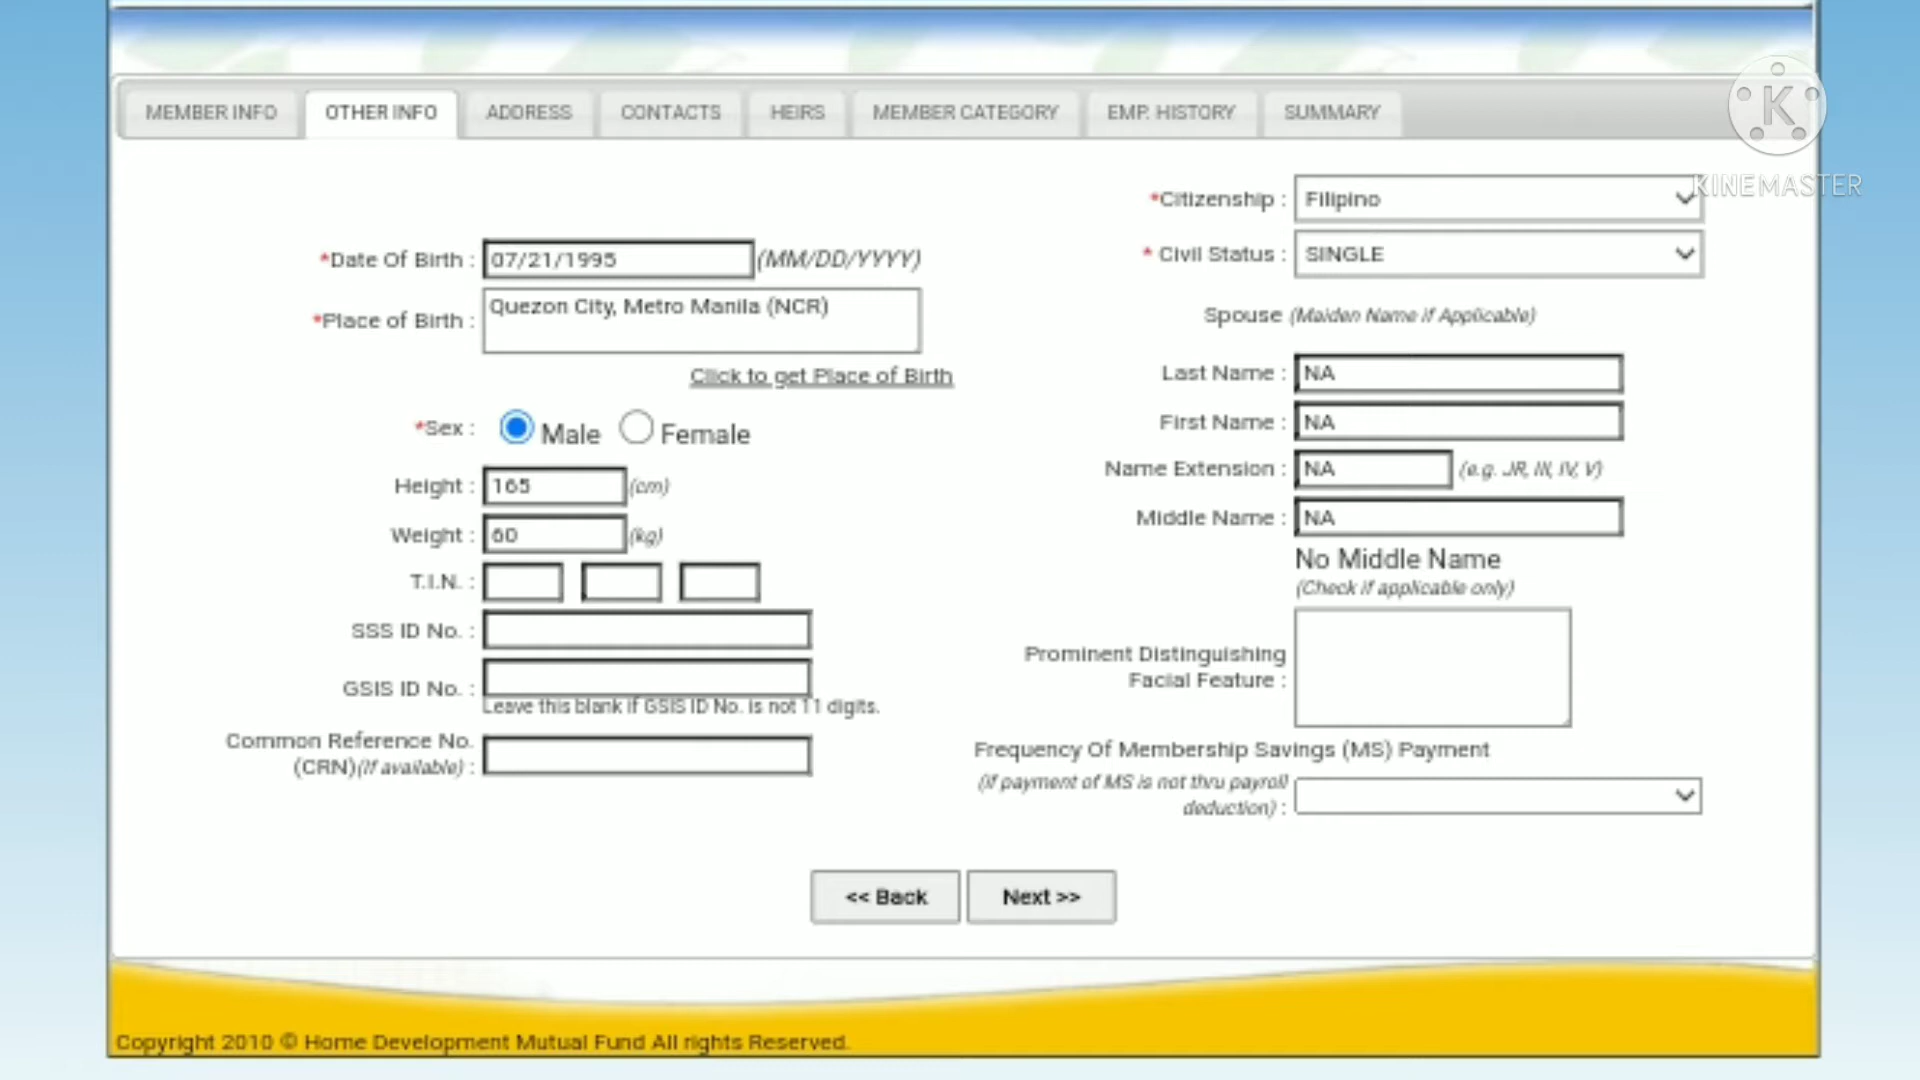 MEMBER INFO OTHER INFO ADDRESS CONTACTS HEIRS MEMBER CATEGORY EMP. HISTORY SUMMARY
K
KINEMASTER
*Citizenship : Filipino
*Date Of Birth : 07/21/1995 (MM/DD/YYYY)
* Civil Status : SINGLE
*Place of Birth : Quezon City, Metro Manila (NCR)
Spouse (Maiden Name if Applicable)
Click to get Place of Birth
Last Name : NA
*Sex : Male Female
First Name : NA
Height : 165 (cm)
Name Extension : NA (e.g. JR, III, IV, V)
Weight : 60 (kg)
Middle Name : NA
No Middle Name
(Check if applicable only)
T.I.N. :
SSS ID No. :
GSIS ID No. :
Leave this blank if GSIS ID No. is not 11 digits.
Prominent Distinguishing
Facial Feature :
Common Reference No.
(CRN)(If available) :
Frequency Of Membership Savings (MS) Payment
(if payment of MS is not thru payroll
deduction) :
<< Back Next >>
Copyright 2010 © Home Development Mutual Fund All rights Reserved.